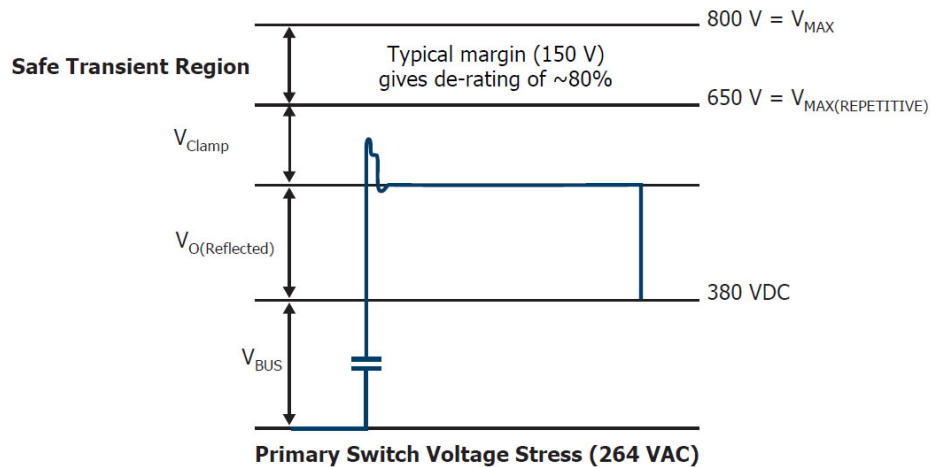 800 V = VMAX
Safe Transient Region
Typical margin (150 V)
gives de-rating of ~80%
650 V = VMAX(REPETITIVE)
VClamp
VO(Reflected)
380 VDC
VBUS
Primary Switch Voltage Stress (264 VAC)